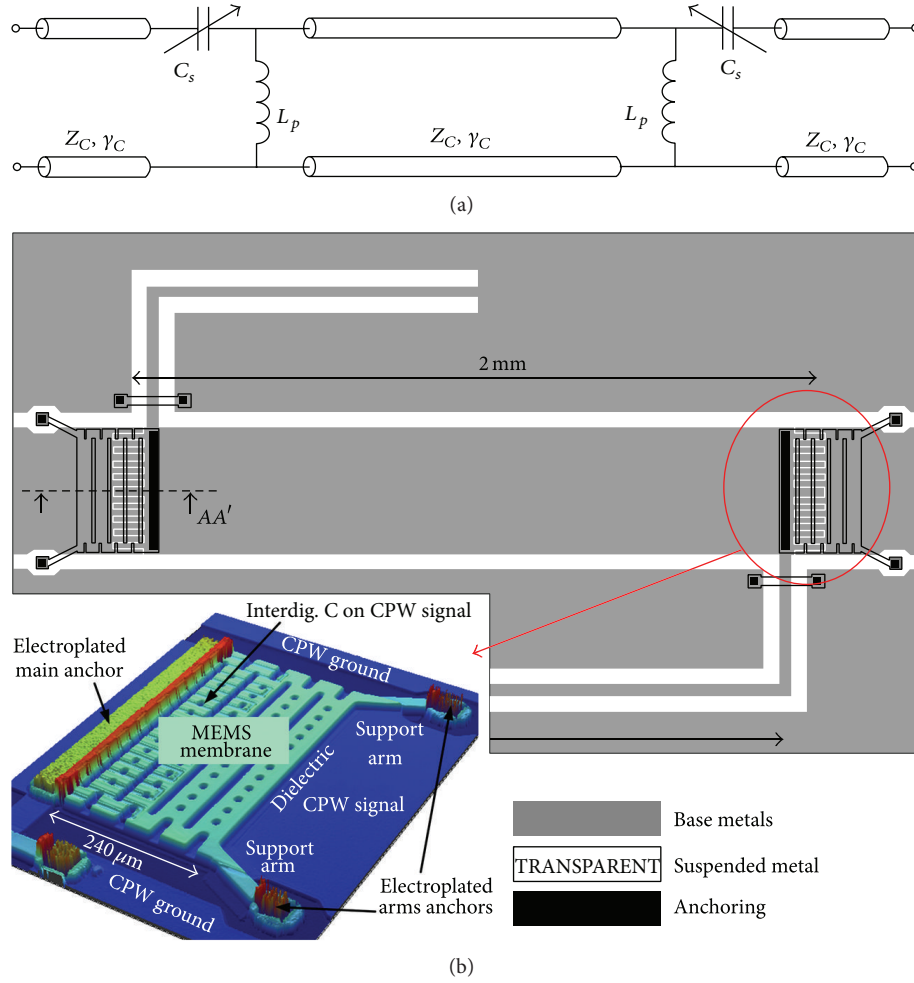 C_s
C_s
L_p
L_p
Z_C, γ_C
Z_C, γ_C
Z_C, γ_C
(a)
2 mm
AA′
Interdig. C on CPW signal
Electroplated
main anchor
CPW ground
MEMS
membrane
Support
arm
Dielectric
CPW signal
240 μm
Support
arm
CPW ground
Electroplated
arms anchors
Base metals
TRANSPARENT
Suspended metal
Anchoring
(b)